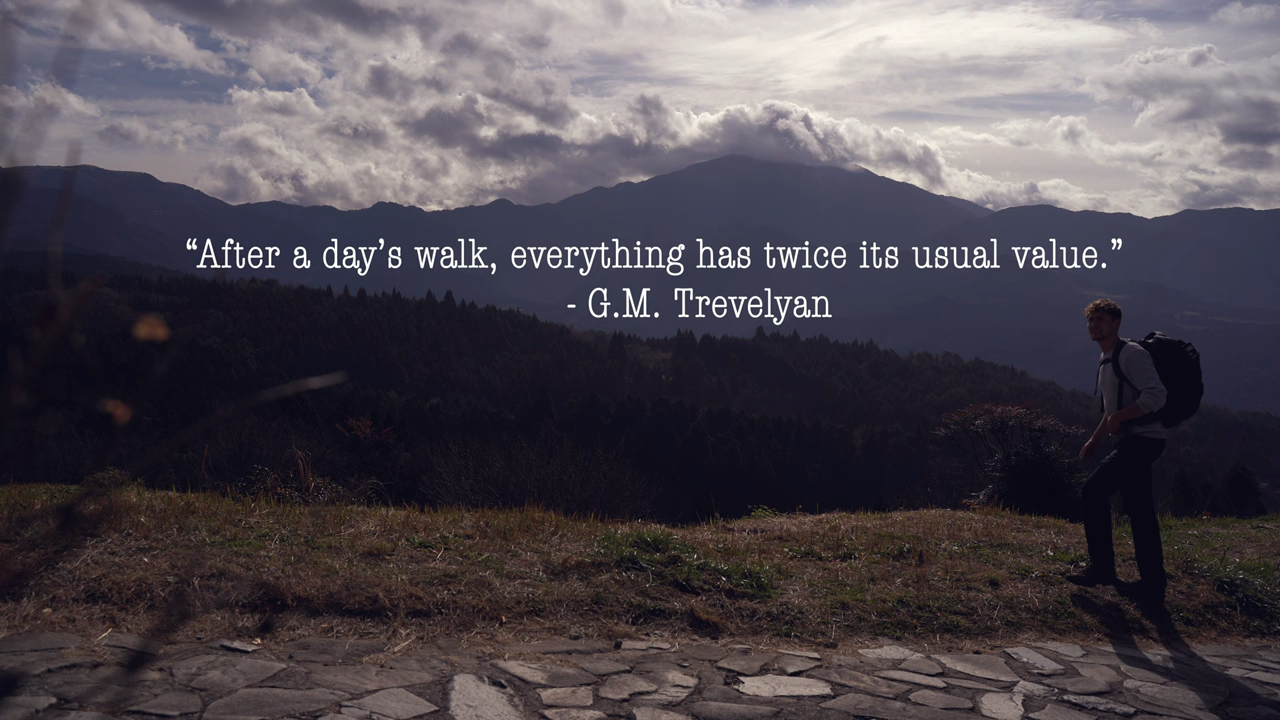 “After a day’s walk, everything has twice its usual value.”
- G.M. Trevelyan